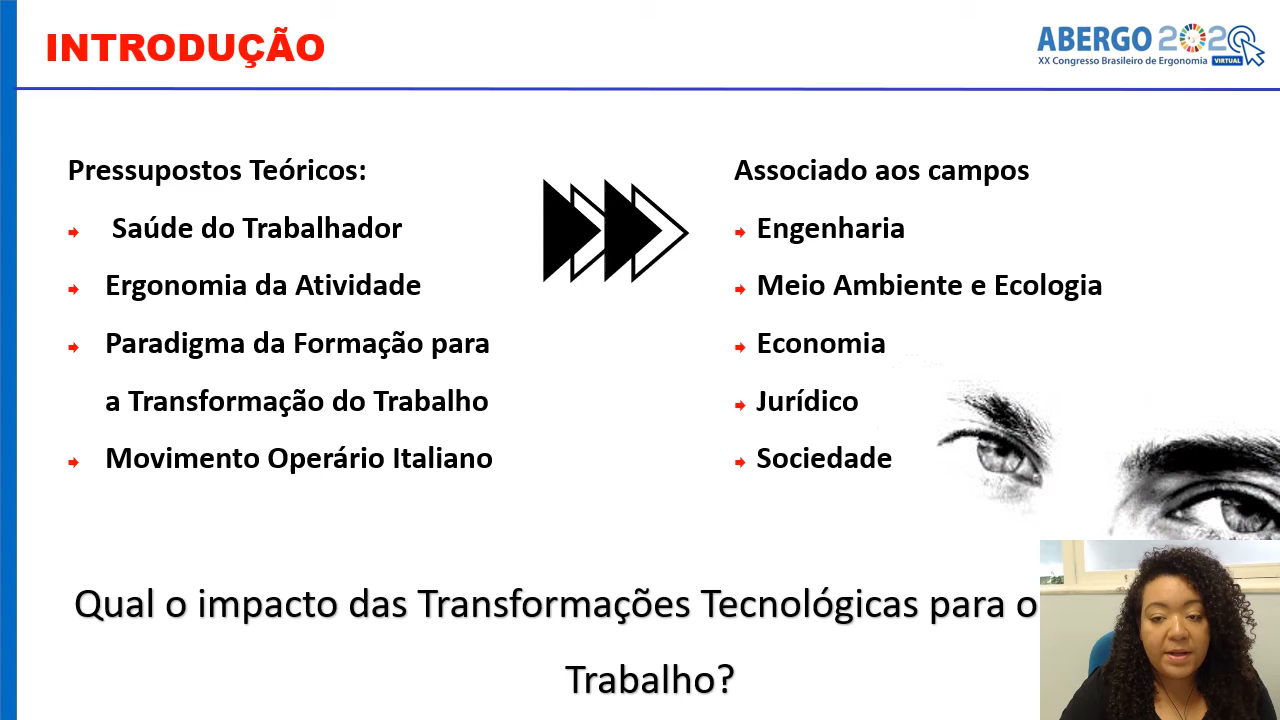 INTRODUÇÃO
ABERGO 2020
XX Congresso Brasileiro de Ergonomia VIRTUAL
Pressupostos Teóricos:
Saúde do Trabalhador
Ergonomia da Atividade
Paradigma da Formação para
a Transformação do Trabalho
Movimento Operário Italiano
Associado aos campos
Engenharia
Meio Ambiente e Ecologia
Economia
Jurídico
Sociedade
Qual o impacto das Transformações Tecnológicas para o
Trabalho?